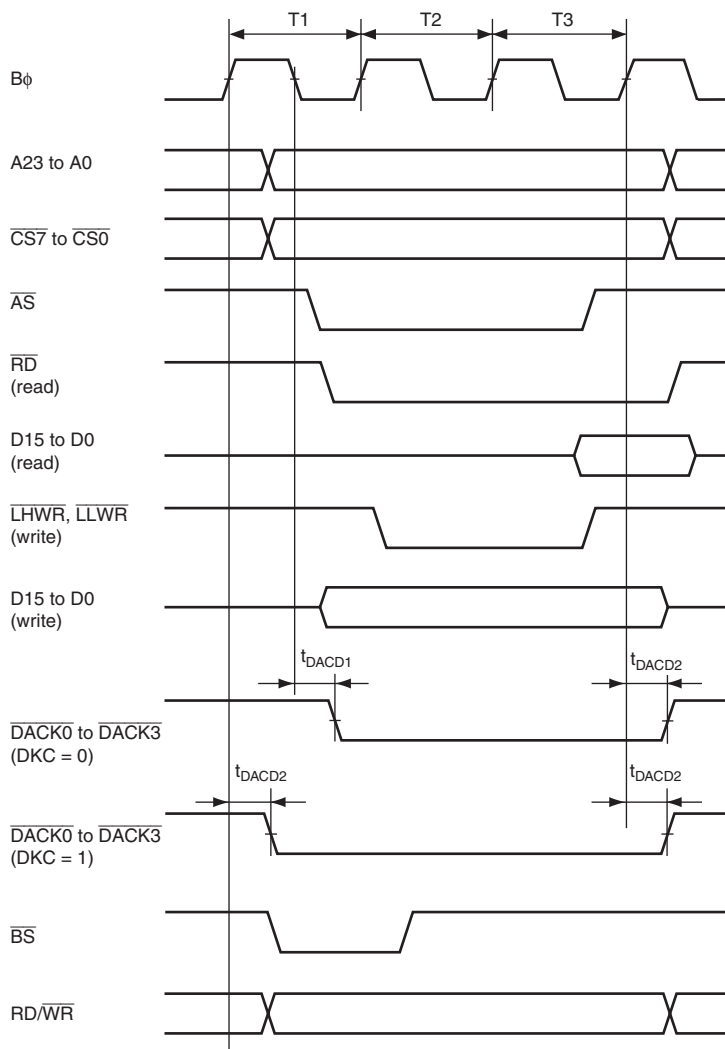 T1 T2 T3
Bϕ
A23 to A0
CS7 to CS0
AS
RD
(read)
D15 to D0
(read)
LHWR, LLWR
(write)
D15 to D0
(write)
tDACD1 tDACD2
DACK0 to DACK3
(DKC = 0)
tDACD2 tDACD2
DACK0 to DACK3
(DKC = 1)
BS
RD/WR